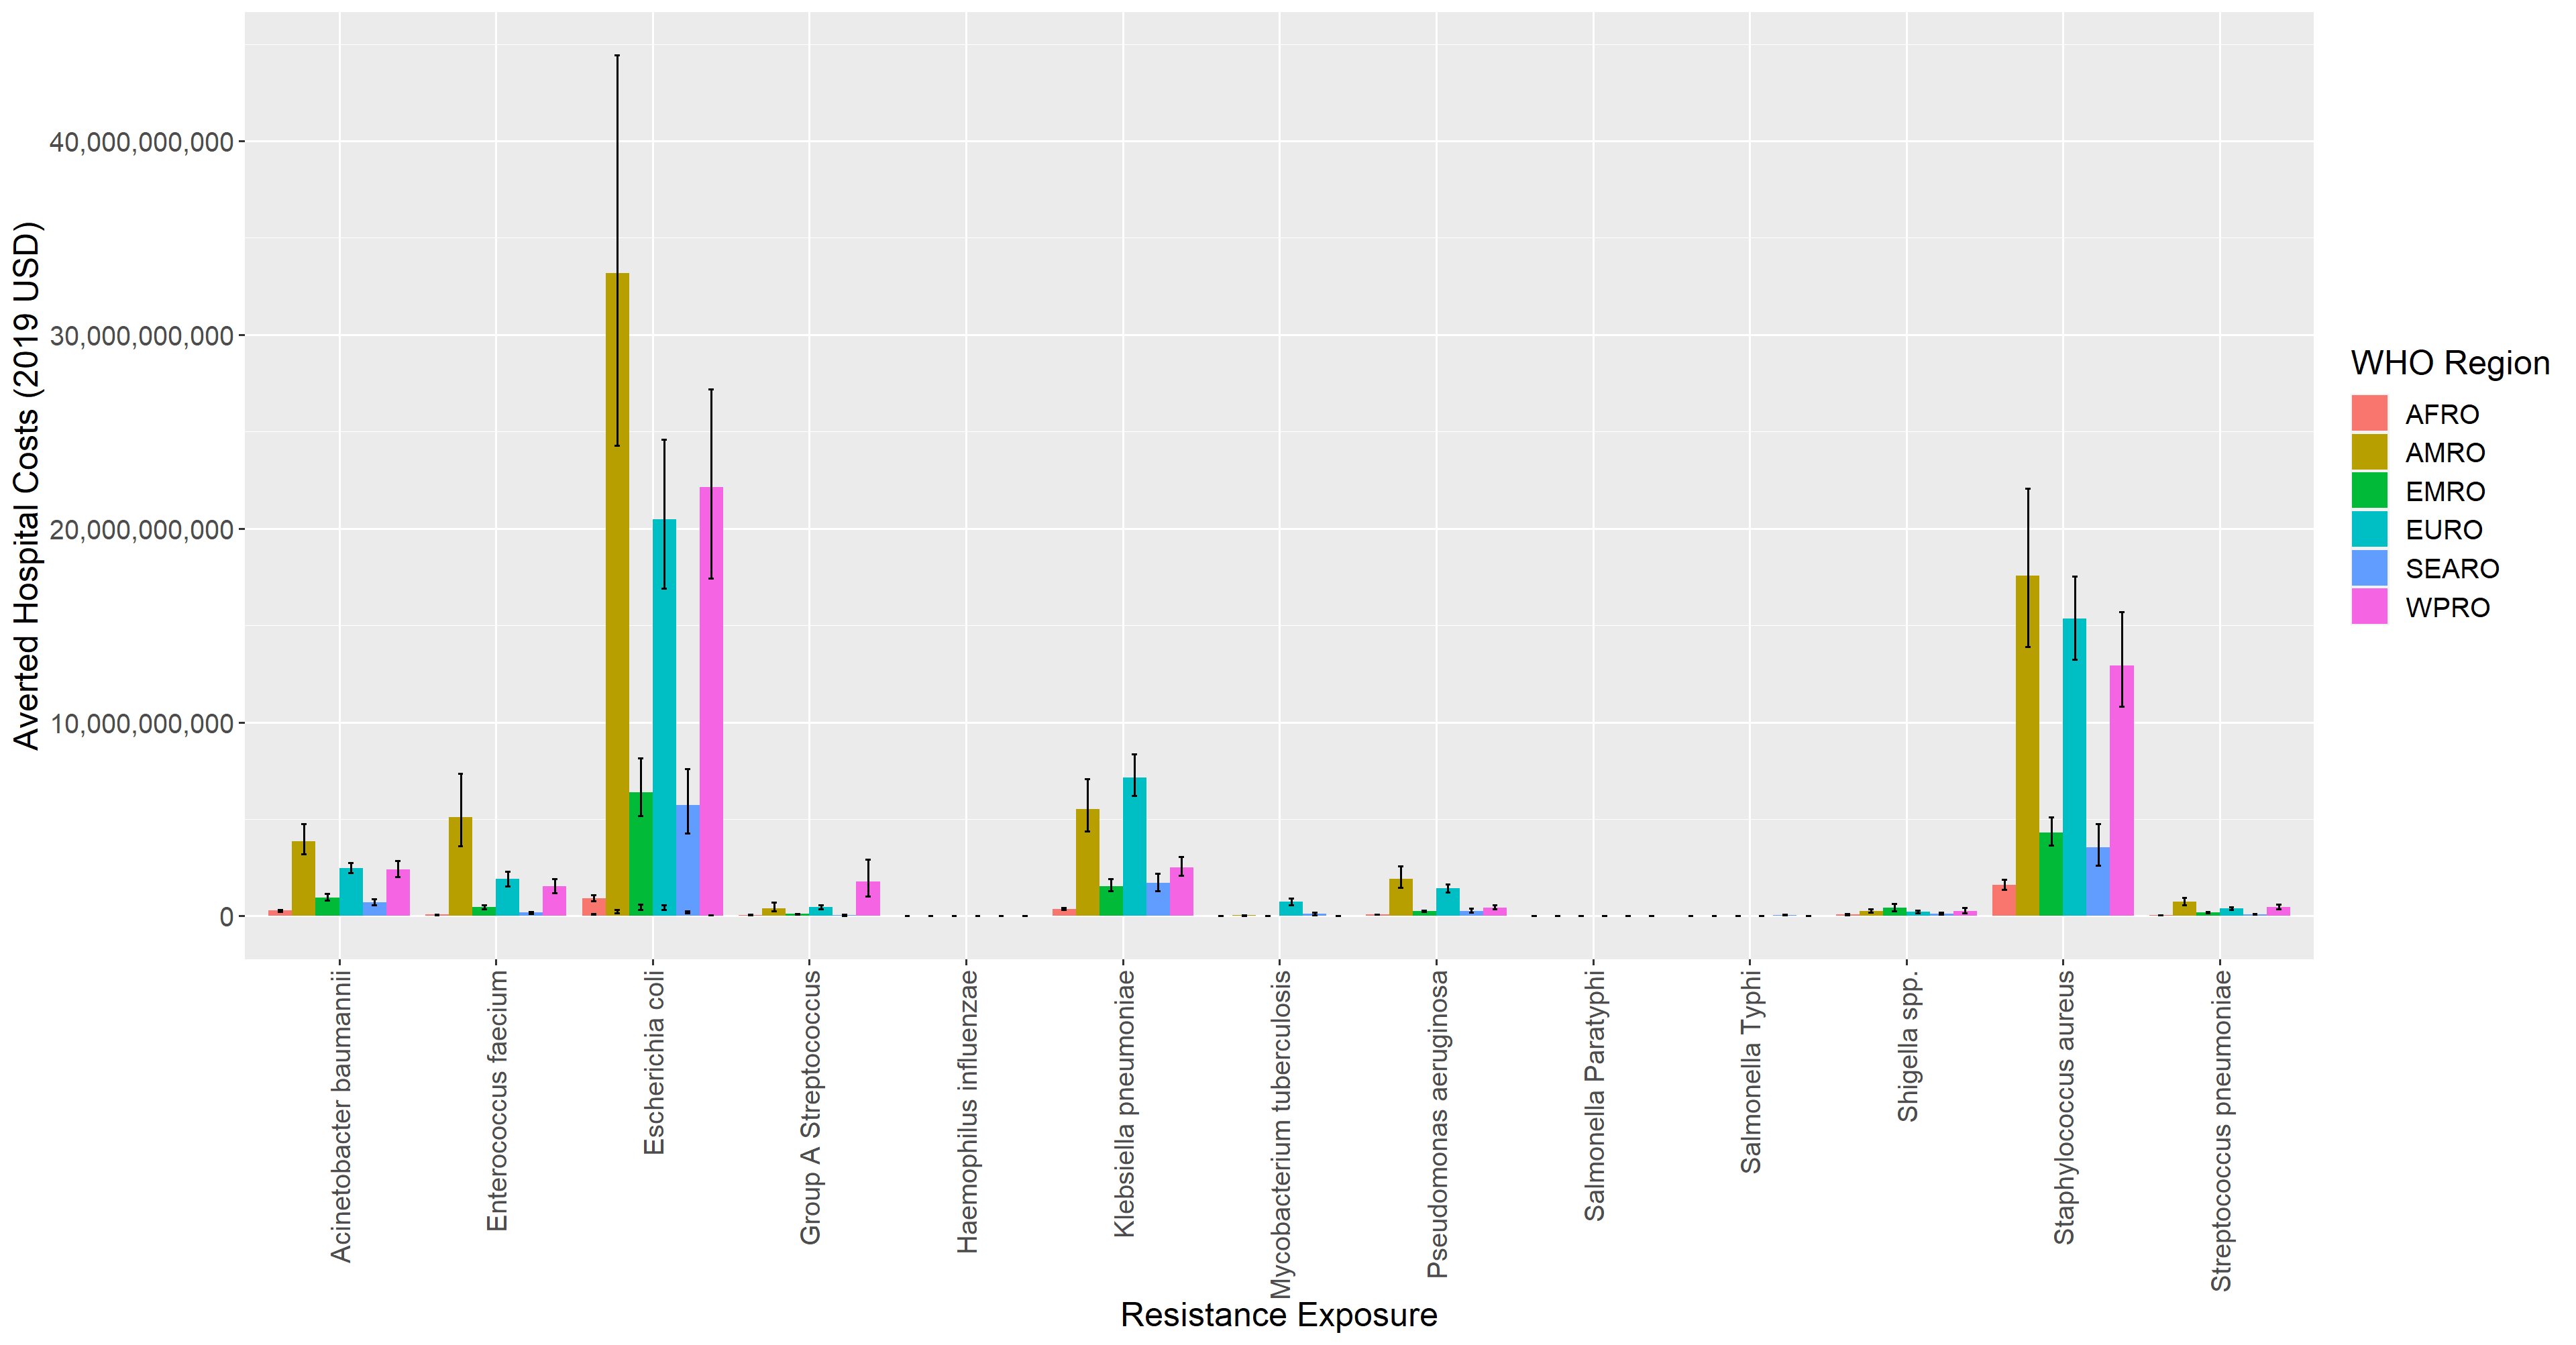 Averted Hospital Costs (2019 USD)
40,000,000,000
30,000,000,000
20,000,000,000
10,000,000,000
0
Acinetobacter baumannii
Enterococcus faecium
Escherichia coli
Group A Streptococcus
Haemophilus influenzae
Klebsiella pneumoniae
Mycobacterium tuberculosis
Pseudomonas aeruginosa
Salmonella Paratyphi
Salmonella Typhi
Shigella spp.
Staphylococcus aureus
Streptococcus pneumoniae
Resistance Exposure
WHO Region
AFRO
AMRO
EMRO
EURO
SEARO
WPRO